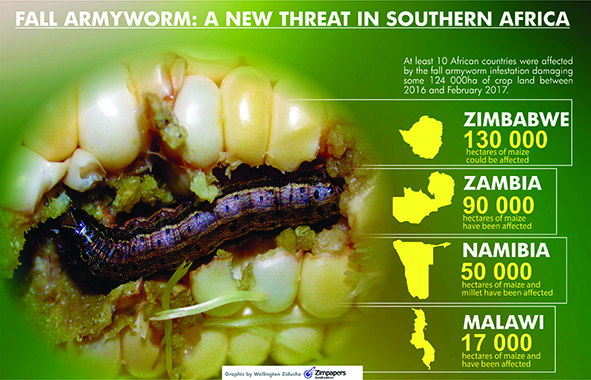 FALL ARMYWORM: A NEW THREAT IN SOUTHERN AFRICA
At least 10 African countries were affected
by the fall armyworm infestation damaging
some 124 000ha of crop land between
2016 and February 2017.
ZIMBABWE
130 000
hectares of maize
could be affected
ZAMBIA
90 000
hectares of maize
have been affected
NAMIBIA
50 000
hectares of maize and
millet have been affected
MALAWI
17 000
hectares of maize and
have been affected
Graphic by Wellington Ziduche
Zimpapers